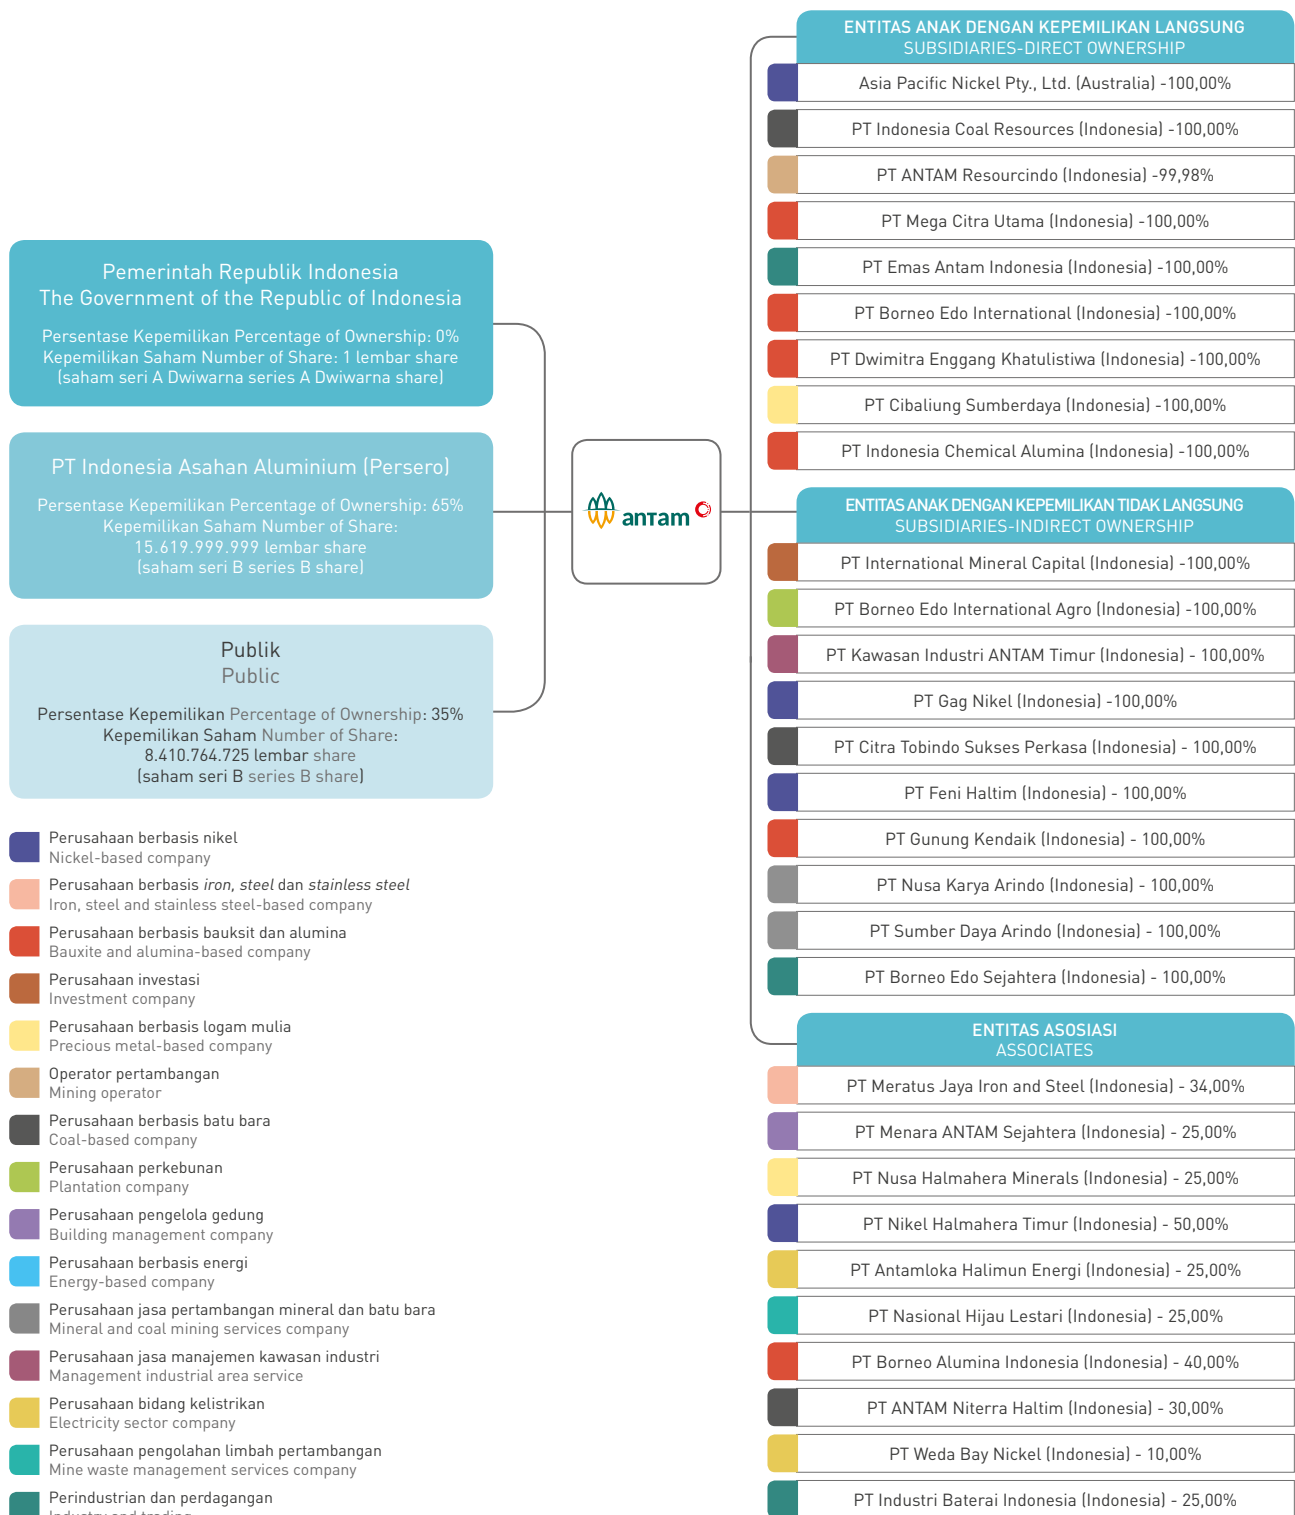 Pemerintah Republik Indonesia
The Government of the Republic of Indonesia
Persentase Kepemilikan Percentage of Ownership: 0%
Kepemilikan Saham Number of Share: 1 lembar share
(saham seri A Dwiwarna series A Dwiwarna share)
PT Indonesia Asahan Aluminium (Persero)
Persentase Kepemilikan Percentage of Ownership: 65%
Kepemilikan Saham Number of Share:
15.619.999.999 lembar share
(saham seri B series B share)
Publik
Public
Persentase Kepemilikan Percentage of Ownership: 35%
Kepemilikan Saham Number of Share:
8.410.764.725 lembar share
(saham seri B series B share)
Perusahaan berbasis nikel
Nickel-based company
Perusahaan berbasis iron, steel dan stainless steel
Iron, steel and stainless steel-based company
Perusahaan berbasis bauksit dan alumina
Bauxite and alumina-based company
Perusahaan investasi
Investment company
Perusahaan berbasis logam mulia
Precious metal-based company
Operator pertambangan
Mining operator
Perusahaan berbasis batu bara
Coal-based company
Perusahaan perkebunan
Plantation company
Perusahaan pengelola gedung
Building management company
Perusahaan berbasis energi
Energy-based company
Perusahaan jasa pertambangan mineral dan batu bara
Mineral and coal mining services company
Perusahaan jasa manajemen kawasan industri
Management industrial area service
Perusahaan bidang kelistrikan
Electricity sector company
Perusahaan pengolahan limbah pertambangan
Mine waste management services company
Perindustrian dan perdagangan
Industry and trading
antam
ENTITAS ANAK DENGAN KEPEMILIKAN LANGSUNG
SUBSIDIARIES-DIRECT OWNERSHIP
Asia Pacific Nickel Pty., Ltd. (Australia) -100,00%
PT Indonesia Coal Resources (Indonesia) -100,00%
PT ANTAM Resourcindo (Indonesia) -99,98%
PT Mega Citra Utama (Indonesia) -100,00%
PT Emas Antam Indonesia (Indonesia) -100,00%
PT Borneo Edo International (Indonesia) -100,00%
PT Dwimitra Enggang Khatulistiwa (Indonesia) -100,00%
PT Cibaliung Sumberdaya (Indonesia) -100,00%
PT Indonesia Chemical Alumina (Indonesia) -100,00%
ENTITAS ANAK DENGAN KEPEMILIKAN TIDAK LANGSUNG
SUBSIDIARIES-INDIRECT OWNERSHIP
PT International Mineral Capital (Indonesia) -100,00%
PT Borneo Edo International Agro (Indonesia) -100,00%
PT Kawasan Industri ANTAM Timur (Indonesia) - 100,00%
PT Gag Nikel (Indonesia) -100,00%
PT Citra Tobindo Sukses Perkasa (Indonesia) - 100,00%
PT Feni Haltim (Indonesia) - 100,00%
PT Gunung Kendaik (Indonesia) - 100,00%
PT Nusa Karya Arindo (Indonesia) - 100,00%
PT Sumber Daya Arindo (Indonesia) - 100,00%
PT Borneo Edo Sejahtera (Indonesia) - 100,00%
ENTITAS ASOSIASI
ASSOCIATES
PT Meratus Jaya Iron and Steel (Indonesia) - 34,00%
PT Menara ANTAM Sejahtera (Indonesia) - 25,00%
PT Nusa Halmahera Minerals (Indonesia) - 25,00%
PT Nikel Halmahera Timur (Indonesia) - 50,00%
PT Antamloka Halimun Energi (Indonesia) - 25,00%
PT Nasional Hijau Lestari (Indonesia) - 25,00%
PT Borneo Alumina Indonesia (Indonesia) - 40,00%
PT ANTAM Niterra Haltim (Indonesia) - 30,00%
PT Weda Bay Nickel (Indonesia) - 10,00%
PT Industri Baterai Indonesia (Indonesia) - 25,00%